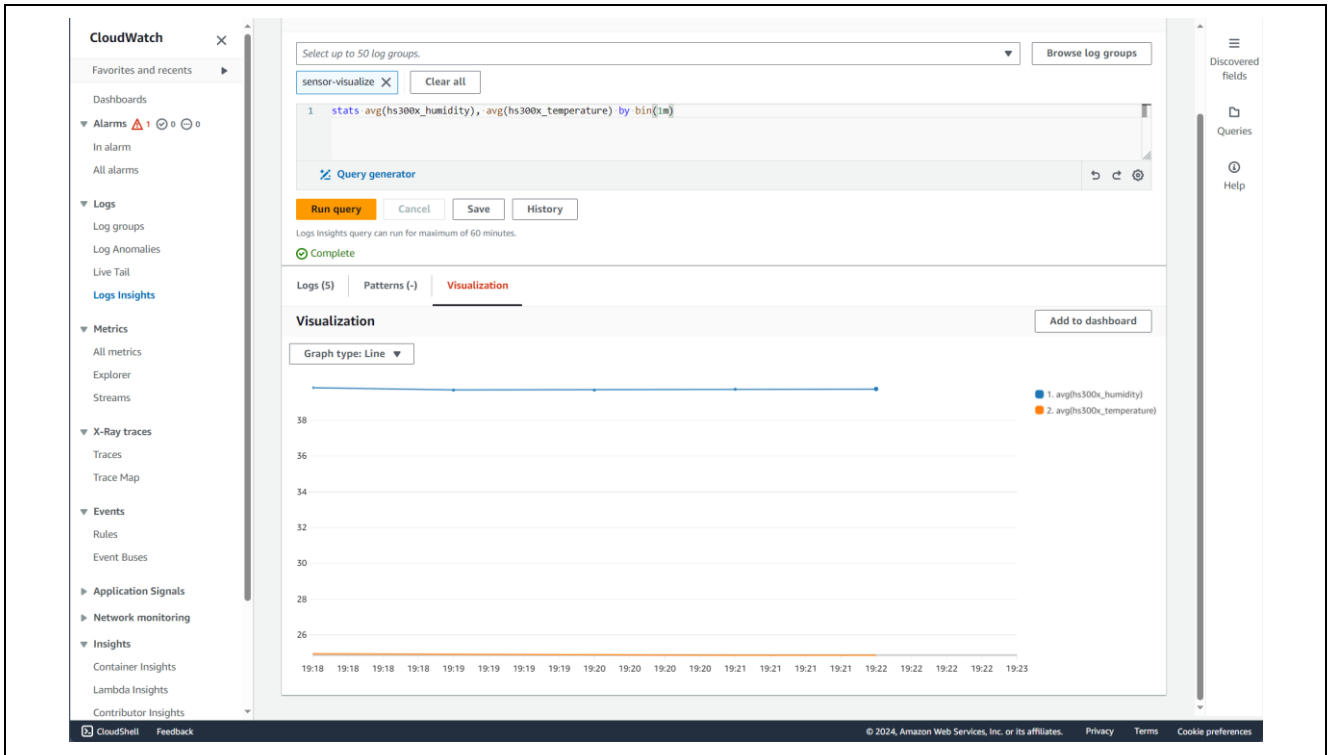 CloudWatch
Favorites and recents
Dashboards
Alarms 1 0 0
In alarm
All alarms
Logs
Log groups
Log Anomalies
Live Tail
Logs Insights
Metrics
All metrics
Explorer
Streams
X-Ray traces
Traces
Trace Map
Events
Rules
Event Buses
Application Signals
Network monitoring
Insights
Container Insights
Lambda Insights
Contributor Insights
Select up to 50 log groups.
Browse log groups
sensor-visualize
Clear all
1 stats avg(hs300x_humidity), avg(hs300x_temperature) by bin(1m)
Query generator
Run query Cancel Save History
Logs Insights query can run for maximum of 60 minutes.
Complete
Logs (5) Patterns (-) Visualization
Visualization
Add to dashboard
Graph type: Line
38
36
34
32
30
28
26
19:18 19:18 19:18 19:18 19:19 19:19 19:19 19:19 19:20 19:20 19:20 19:20 19:21 19:21 19:21 19:21 19:22 19:22 19:22 19:22 19:23
1. avg(hs300x_humidity)
2. avg(hs300x_temperature)
Discovered
fields
Queries
Help
CloudShell Feedback © 2024, Amazon Web Services, Inc. or its affiliates. Privacy Terms Cookie preferences